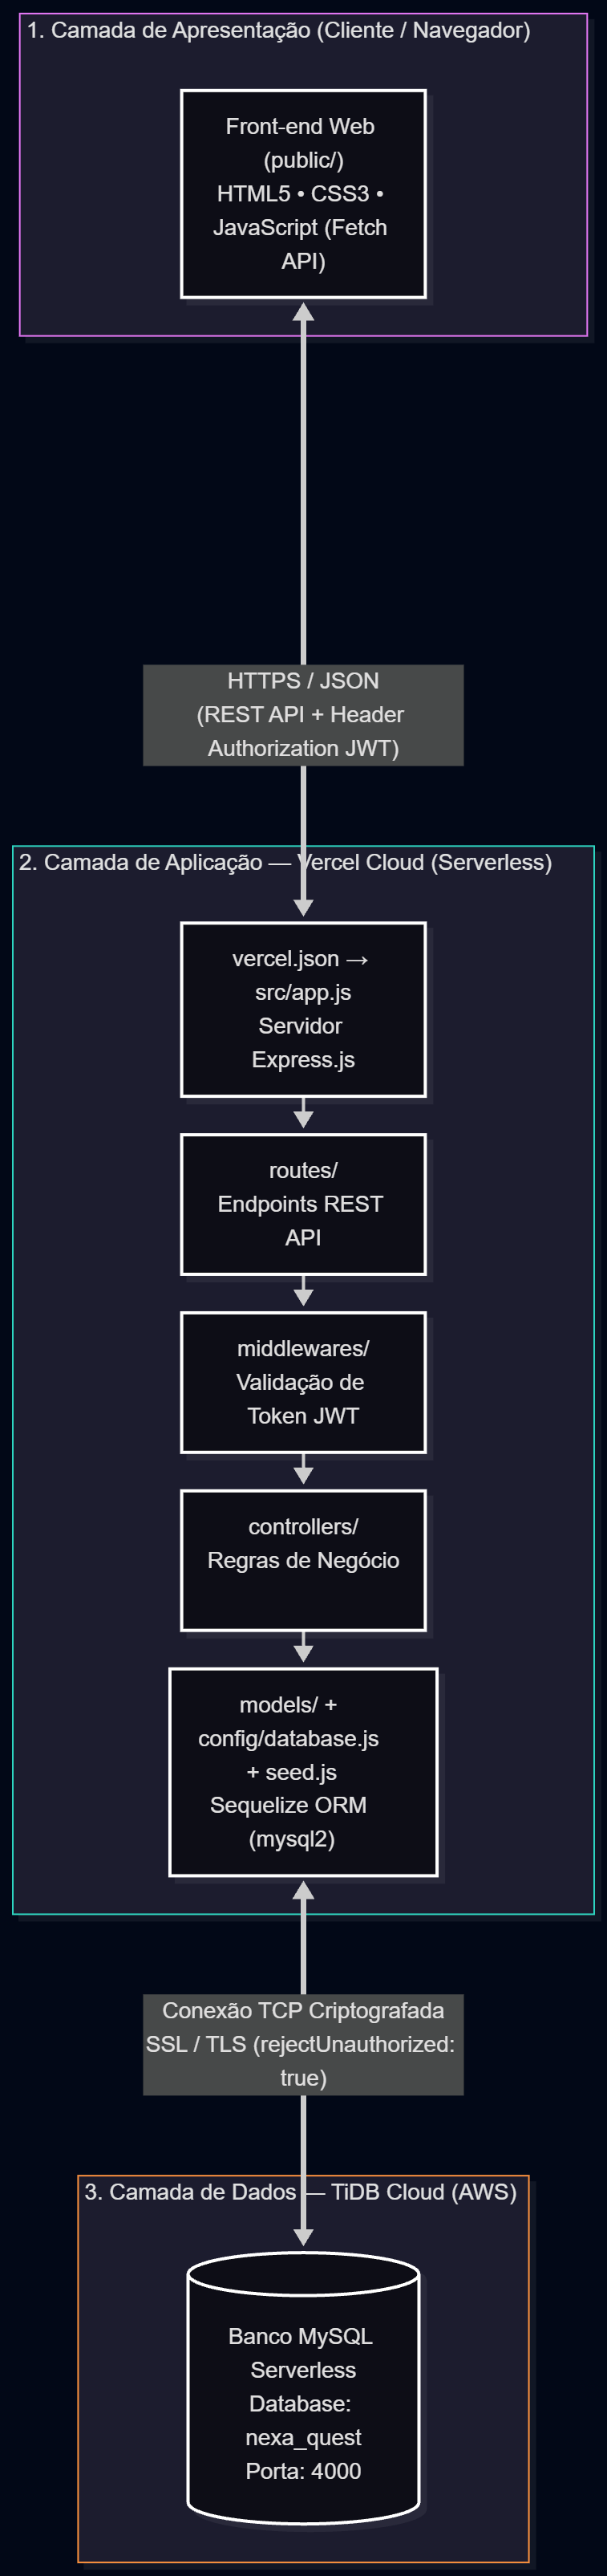 1. Camada de Apresentação (Cliente / Navegador)
Front-end Web
(public/)
HTML5 • CSS3 •
JavaScript (Fetch
API)
HTTPS / JSON
(REST API + Header
Authorization JWT)
2. Camada de Aplicação — Vercel Cloud (Serverless)
vercel.json →
src/app.js
Servidor
Express.js
routes/
Endpoints REST
API
middlewares/
Validação de
Token JWT
controllers/
Regras de Negócio
models/ +
config/database.js
+ seed.js
Sequelize ORM
(mysql2)
Conexão TCP Criptografada
SSL / TLS (rejectUnauthorized:
true)
3. Camada de Dados — TiDB Cloud (AWS)
Banco MySQL
Serverless
Database:
nexa_quest
Porta: 4000